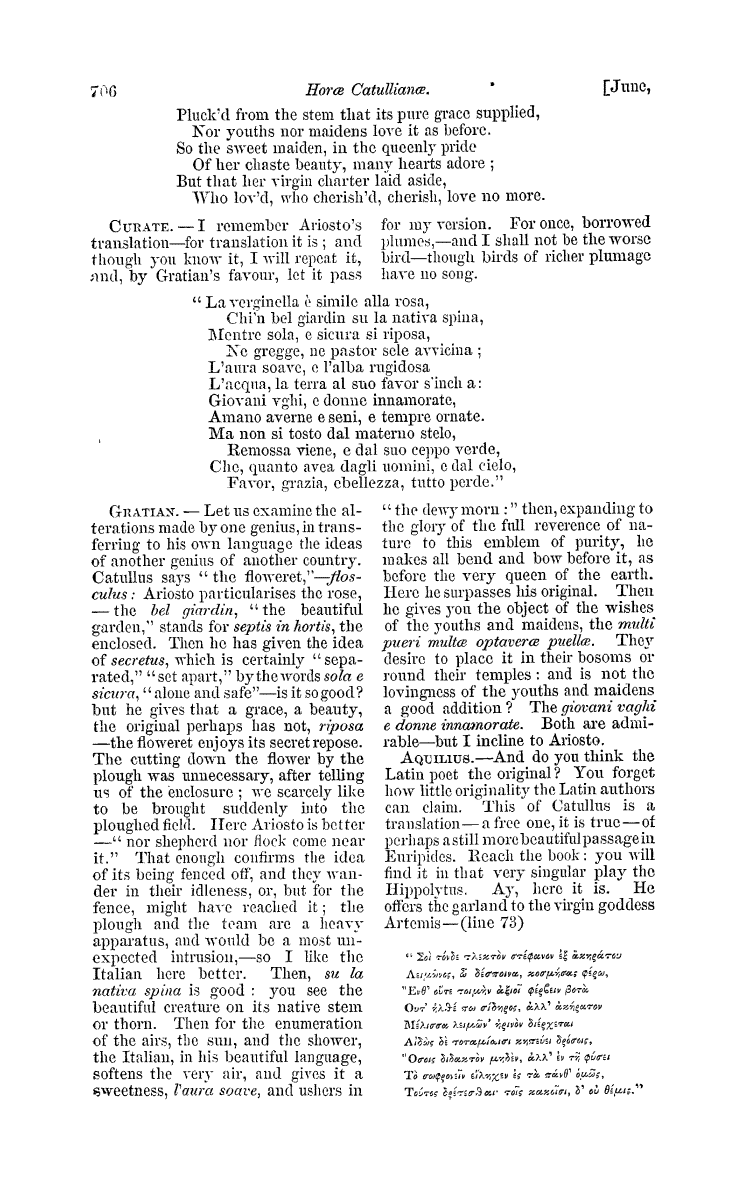 706 Horæ Catullianæ. [June,
Pluck'd from the stem that its pure grace supplied,
Nor youths nor maidens love it as before.
So the sweet maiden, in the queenly pride
Of her chaste beauty, many hearts adore ;
But that her virgin charter laid aside,
Who lov'd, who cherish'd, cherish, love no more.
CURATE. — I remember Ariosto's
translation—for translation it is ; and
though you know it, I will repeat it,
and, by Gratian's favour, let it pass
for my version. For once, borrowed
plumes,—and I shall not be the worse
bird—though birds of richer plumage
have no song.
“ La verginella è simile alla rosa,
Chi'n bel giardin su la nativa spina,
Mentre sola, e sicura si riposa,
Ne gregge, ne pastor sele avvicina ;
L'aura soave, e l'alba rugidosa
L'acqua, la terra al suo favor s'inch a:
Giovani vghi, e donne innamorate,
Amano averne e seni, e tempre ornate.
Ma non si tosto dal materno stelo,
Remossa viene, e dal suo ceppo verde,
Che, quanto avea dagli uomini, e dal cielo,
Favor, grazia, ebellezza, tutto perde.”
GRATIAN. — Let us examine the al-
terations made by one genius, in trans-
ferring to his own language the ideas
of another genius of another country.
Catullus says “ the floweret,”—flos-
culus : Ariosto particularises the rose,
— the bel giardin, “ the beautiful
garden,” stands for septis in hortis, the
enclosed. Then he has given the idea
of secretus, which is certainly “ sepa-
rated,” “ set apart,” by the words sola e
sicura, “ alone and safe”—is it so good?
but he gives that a grace, a beauty,
the original perhaps has not, riposa
—the floweret enjoys its secret repose.
The cutting down the flower by the
plough was unnecessary, after telling
us of the enclosure ; we scarcely like
to be brought suddenly into the
ploughed field. Here Ariosto is better
—“ nor shepherd nor flock come near
it.” That enough confirms the idea
of its being fenced off, and they wan-
der in their idleness, or, but for the
fence, might have reached it ; the
plough and the team are a heavy
apparatus, and would be a most un-
expected intrusion,—so I like the
Italian here better. Then, su la
nativa spina is good : you see the
beautiful creature on its native stem
or thorn. Then for the enumeration
of the airs, the sun, and the shower,
the Italian, in his beautiful language,
softens the very air, and gives it a
sweetness, l'aura soave, and ushers in
“ the dewy morn : ” then, expanding to
the glory of the full reverence of na-
ture to this emblem of purity, he
makes all bend and bow before it, as
before the very queen of the earth.
Here he surpasses his original. Then
he gives you the object of the wishes
of the youths and maidens, the multi
pueri multæ optaveræ puellæ. They
desire to place it in their bosoms or
round their temples : and is not the
lovingness of the youths and maidens
a good addition ? The giovani vaghi
e donne innamorate. Both are admi-
rable—but I incline to Ariosto.
AQUILIUS.—And do you think the
Latin poet the original? You forget
how little originality the Latin authors
can claim. This of Catullus is a
translation — a free one, it is true — of
perhaps a still more beautiful passage in
Euripides. Reach the book : you will
find it in that very singular play the
Hippolytus. Ay, here it is. He
offers the garland to the virgin goddess
Artemis — (line 73)
“ Σοὶ τόνδε πλεκτὸν στέφανον ἐξ ἀκηράτου
Λειμῶνος, ὦ δέσποινα, κοσμήσας φέρω,
Ἔνθ' οὔτε ποιμὴν ἀξιοῖ φέρβειν βοτὰ
Οὐτ' ἦλθέ πω σίδηρος, ἀλλ' ἀκήρατον
Μέλισσα λειμῶν' ἠρινὸν διέρχεται
Αἰδὼς δὲ ποταμίαισι κηπεύει δρόσοις,
Ὅσοις διδακτὸν μηδὲν, ἀλλ' ἐν τῇ φύσει
Τὸ σωφρονεῖν εἴληχεν ἐς τὰ πάνθ' ὁμῶς,
Τούτοις δρέπεσθαι· τοῖς κακοῖσι, δ' οὐ θέμις.”